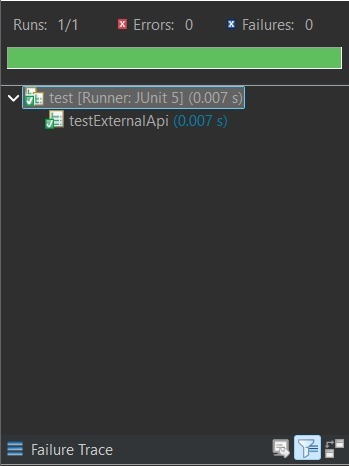 Runs: 1/1 Errors: 0 Failures: 0
test [Runner: JUnit 5] (0.007 s)
testExternalApi (0.007 s)
Failure Trace